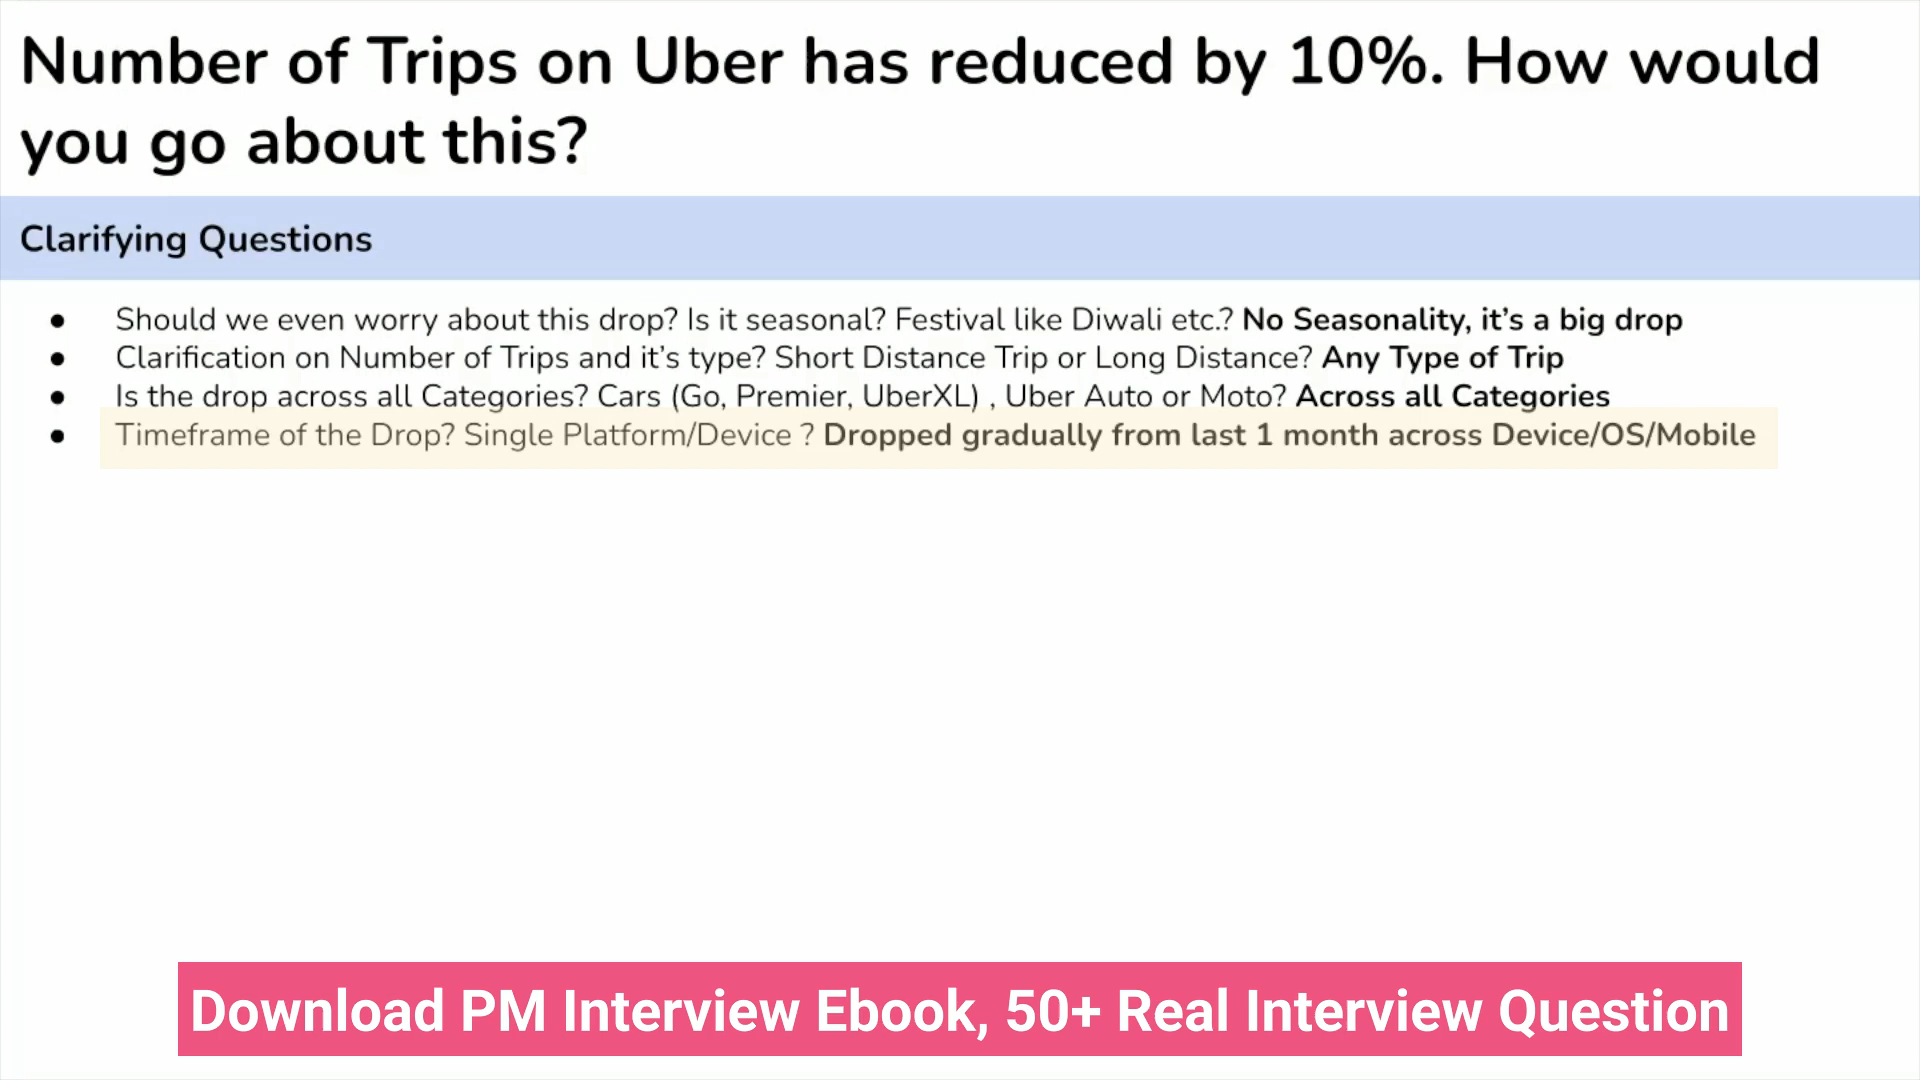 Number of Trips on Uber has reduced by 10%. How would
you go about this?
Clarifying Questions
● Should we even worry about this drop? Is it seasonal? Festival like Diwali etc.? No Seasonality, it's a big drop
● Clarification on Number of Trips and it's type? Short Distance Trip or Long Distance? Any Type of Trip
● Is the drop across all Categories? Cars (Go, Premier, UberXL) , Uber Auto or Moto? Across all Categories
● Timeframe of the Drop? Single Platform/Device ? Dropped gradually from last 1 month across Device/OS/Mobile
Download PM Interview Ebook, 50+ Real Interview Question